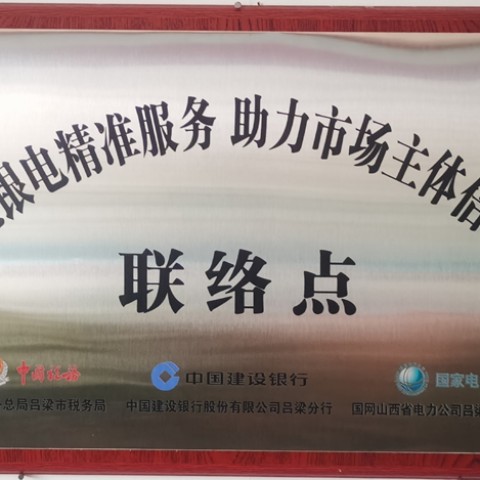 银电精准服务 助力市场主体倍
联络点
中国税务
中国建设银行
国家电
总局吕梁市税务局
中国建设银行股份有限公司吕梁分行
国网山西省电力公司吕